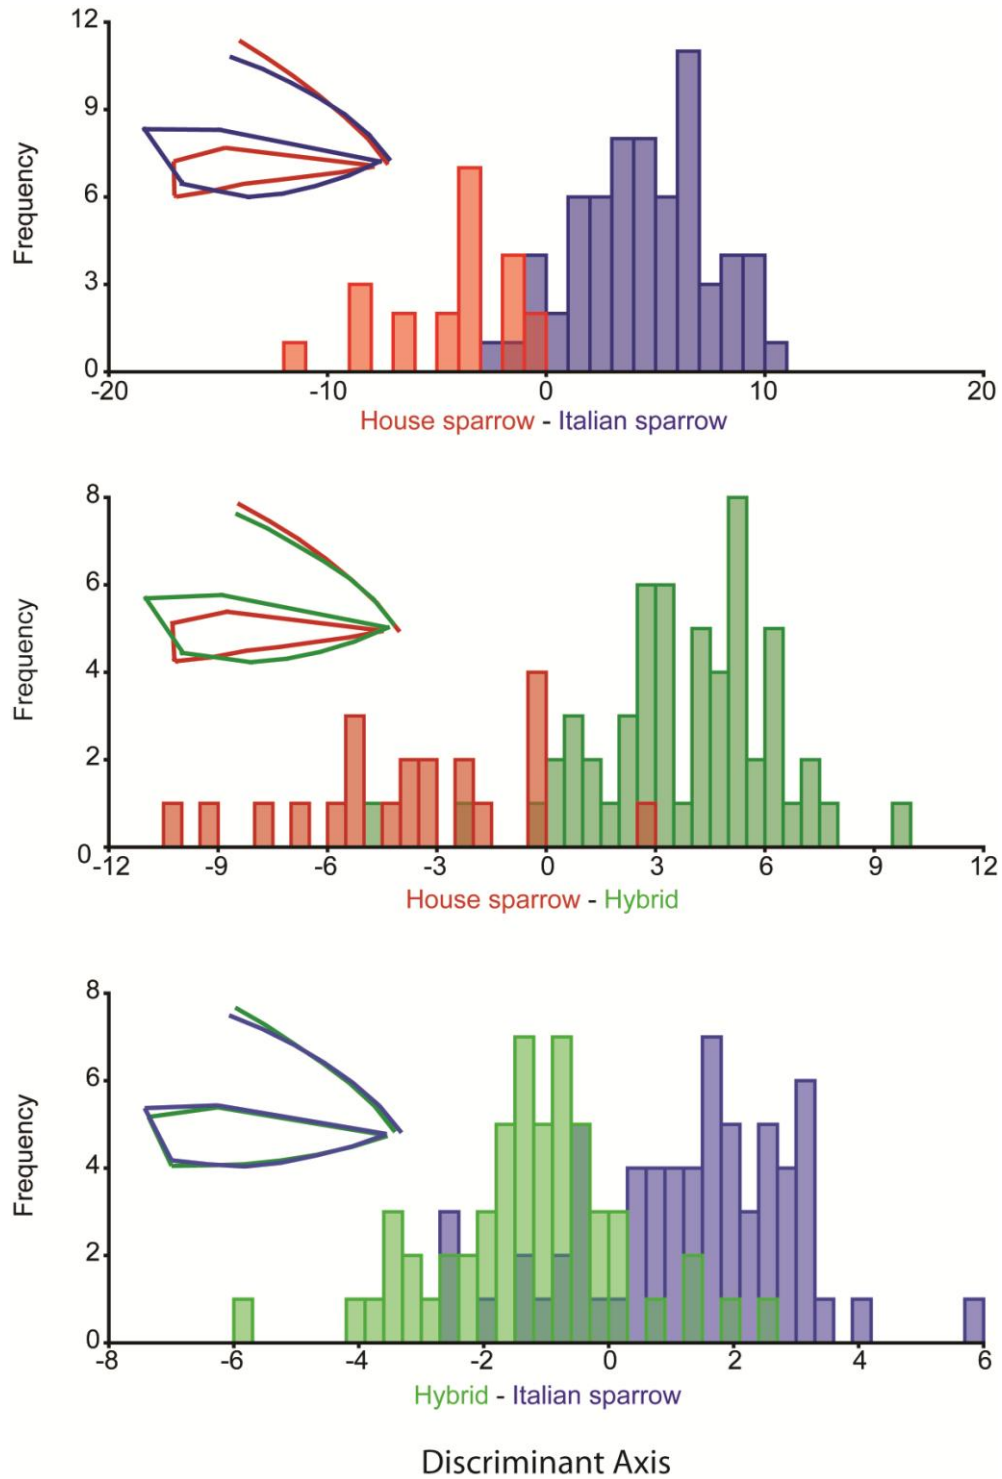 12
9
6
3
0
Frequency
-20 -10 0 10 20
House sparrow - Italian sparrow
8
6
4
2
0
Frequency
-12 -9 -6 -3 0 3 6 9 12
House sparrow - Hybrid
8
6
4
2
0
Frequency
-8 -6 -4 -2 0 2 4 6
Hybrid - Italian sparrow
Discriminant Axis